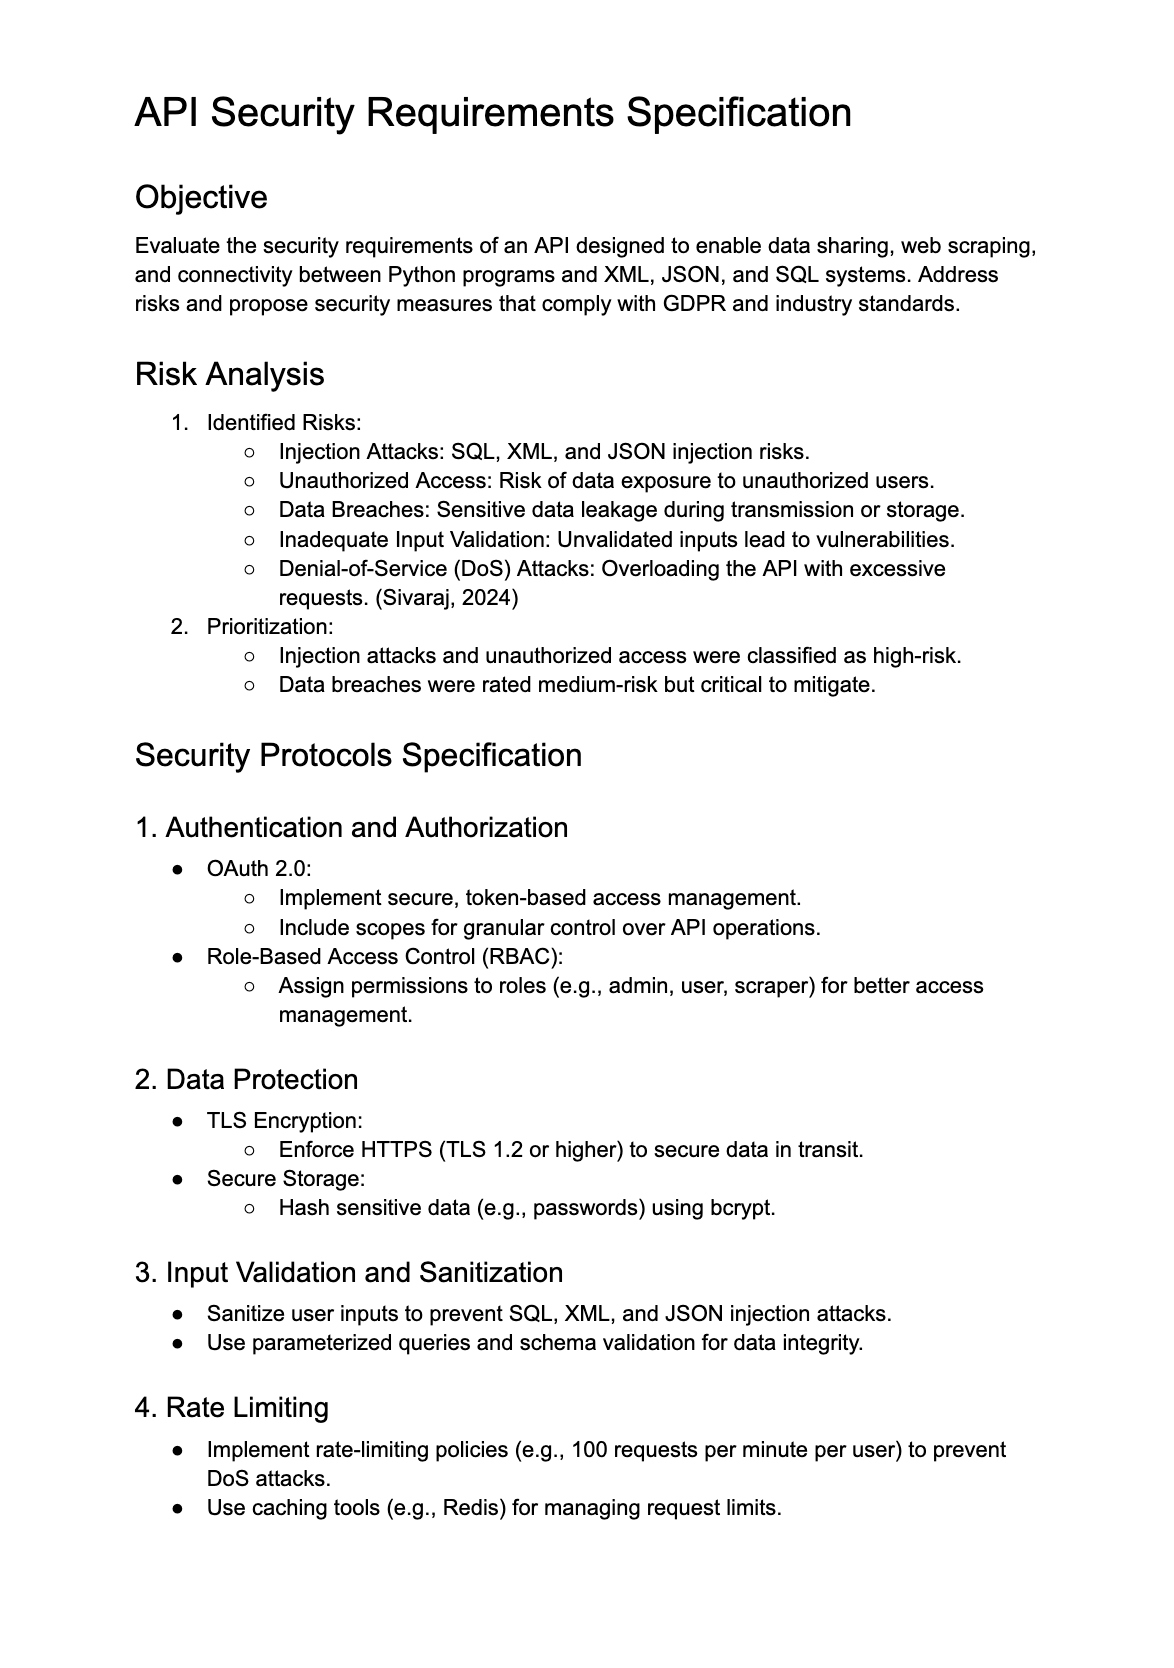 API Security Requirements Specification
Objective
Evaluate the security requirements of an API designed to enable data sharing, web scraping,
and connectivity between Python programs and XML, JSON, and SQL systems. Address
risks and propose security measures that comply with GDPR and industry standards.
Risk Analysis
1. Identified Risks:
○ Injection Attacks: SQL, XML, and JSON injection risks.
○ Unauthorized Access: Risk of data exposure to unauthorized users.
○ Data Breaches: Sensitive data leakage during transmission or storage.
○ Inadequate Input Validation: Unvalidated inputs lead to vulnerabilities.
○ Denial-of-Service (DoS) Attacks: Overloading the API with excessive
requests. (Sivaraj, 2024)
2. Prioritization:
○ Injection attacks and unauthorized access were classified as high-risk.
○ Data breaches were rated medium-risk but critical to mitigate.
Security Protocols Specification
1. Authentication and Authorization
● OAuth 2.0:
○ Implement secure, token-based access management.
○ Include scopes for granular control over API operations.
● Role-Based Access Control (RBAC):
○ Assign permissions to roles (e.g., admin, user, scraper) for better access
management.
2. Data Protection
● TLS Encryption:
○ Enforce HTTPS (TLS 1.2 or higher) to secure data in transit.
● Secure Storage:
○ Hash sensitive data (e.g., passwords) using bcrypt.
3. Input Validation and Sanitization
● Sanitize user inputs to prevent SQL, XML, and JSON injection attacks.
● Use parameterized queries and schema validation for data integrity.
4. Rate Limiting
● Implement rate-limiting policies (e.g., 100 requests per minute per user) to prevent
DoS attacks.
● Use caching tools (e.g., Redis) for managing request limits.